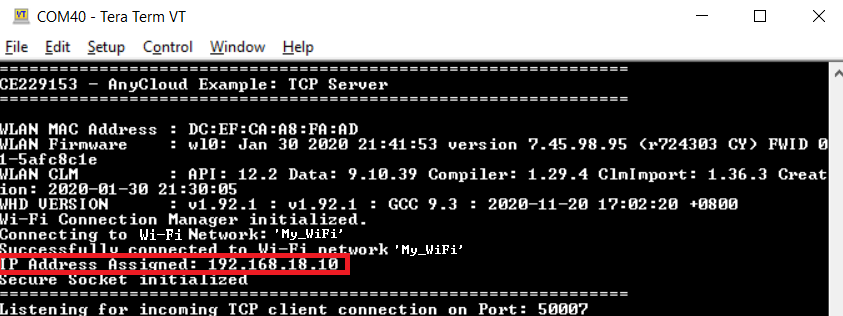 COM40 - Tera Term VT
File Edit Setup Control Window Help
==============================================================
CE229153 - AnyCloud Example: TCP Server
==============================================================
WLAN MAC Address : DC:EF:CA:A8:FA:AD
WLAN Firmware : wl0: Jan 30 2020 21:41:53 version 7.45.98.95 (r724303 CY) FWID 0
1-5afc8c1e
WLAN CLM : API: 12.2 Data: 9.10.39 Compiler: 1.29.4 ClmImport: 1.36.3 Creat
ion: 2020-01-30 21:30:05
WHD VERSION : v1.92.1 : v1.92.1 : GCC 9.3 : 2020-11-20 17:02:20 +0800
Wi-Fi Connection Manager initialized.
Connecting to Wi-Fi Network: 'My_WiFi'
Successfully connected to Wi-Fi network 'My_WiFi'
IP Address Assigned: 192.168.18.10
Secure Socket initialized
==============================================================
Listening for incoming TCP client connection on Port: 50007